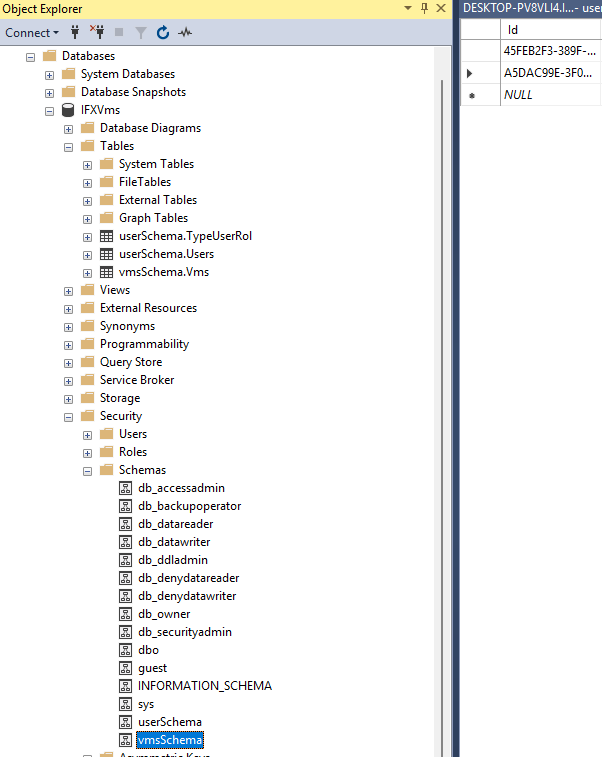 Object Explorer
Connect
Databases
System Databases
Database Snapshots
IFXVms
Database Diagrams
Tables
System Tables
FileTables
External Tables
Graph Tables
userSchema.TypeUserRol
userSchema.Users
vmsSchema.Vms
Views
External Resources
Synonyms
Programmability
Query Store
Service Broker
Storage
Security
Users
Roles
Schemas
db_accessadmin
db_backupoperator
db_datareader
db_datawriter
db_ddladmin
db_denydatareader
db_denydatawriter
db_owner
db_securityadmin
dbo
guest
INFORMATION_SCHEMA
sys
userSchema
vmsSchema
Asymmetric Keys
DESKTOP-PV8VLI4.I...- user
Id
45FEB2F3-389F-...
A5DAC99E-3F0...
NULL